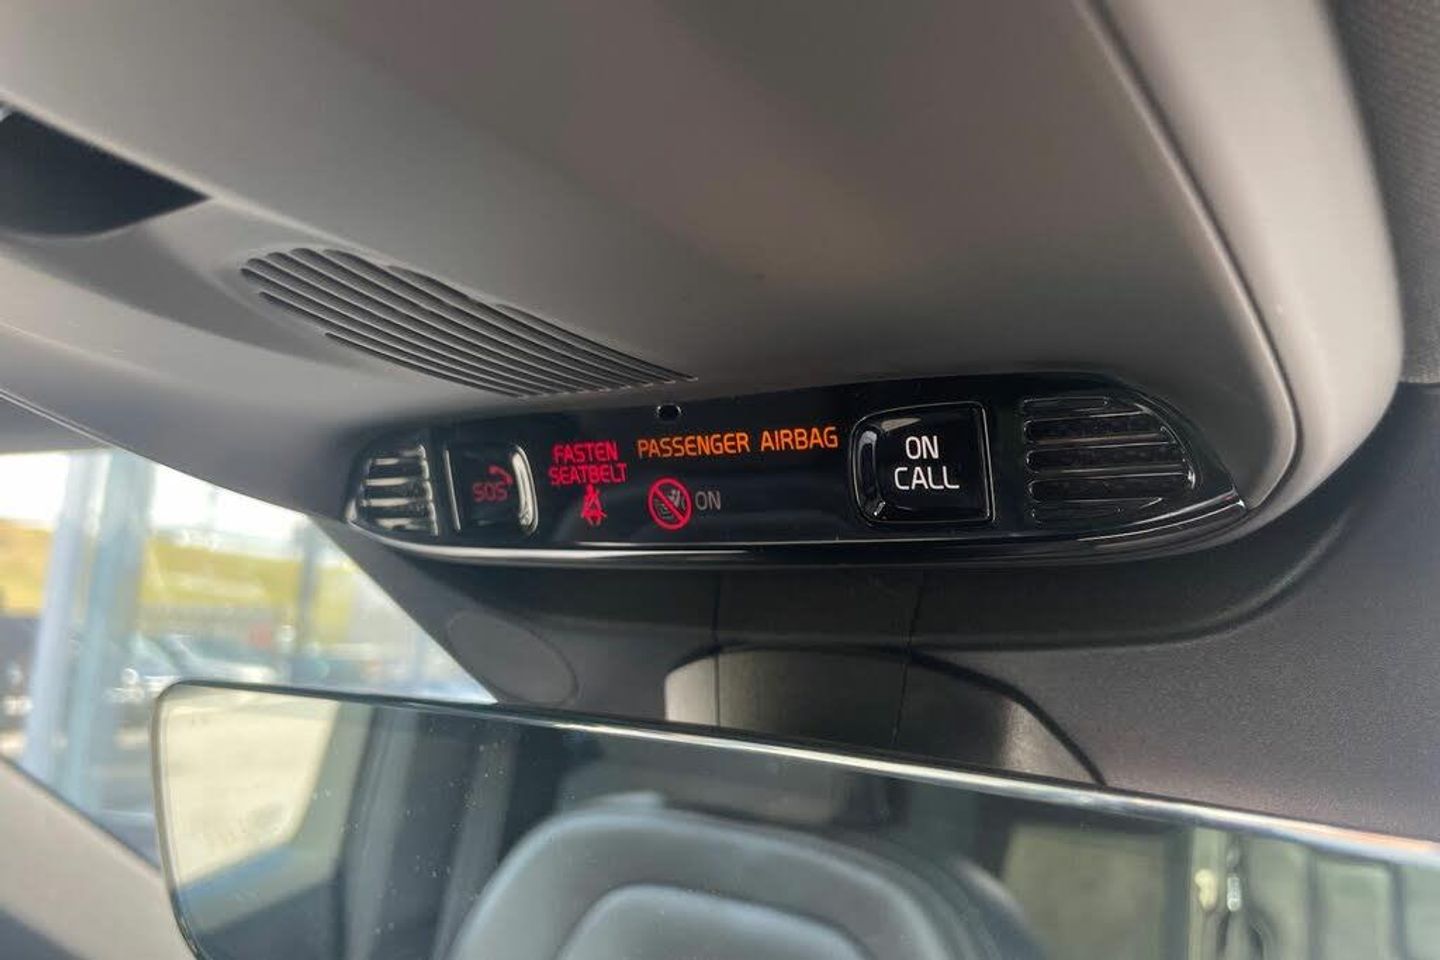 SOS
FASTEN
SEATBELT
PASSENGER AIRBAG
ON
ON
CALL